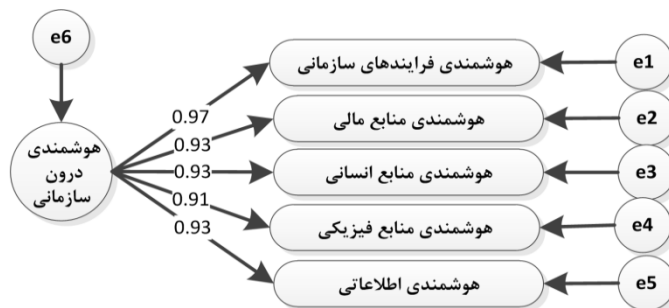 e6
هوشمندی
درون
سازمانی
0.97
0.93
0.93
0.91
0.93
هوشمندی فرایندهای سازمانی
هوشمندی منابع مالی
هوشمندی منابع انسانی
هوشمندی منابع فیزیکی
هوشمندی اطلاعاتی
e1
e2
e3
e4
e5